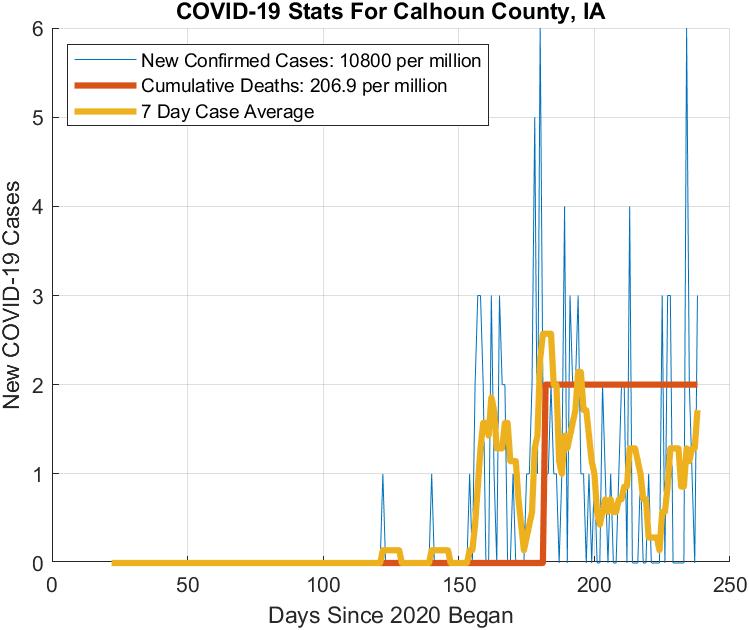 COVID-19 Stats For Calhoun County, IA
New Confirmed Cases: 10800 per million
Cumulative Deaths: 206.9 per million
7 Day Case Average
New COVID-19 Cases
6
5
4
3
2
1
0
0 50 100 150 200 250
Days Since 2020 Began